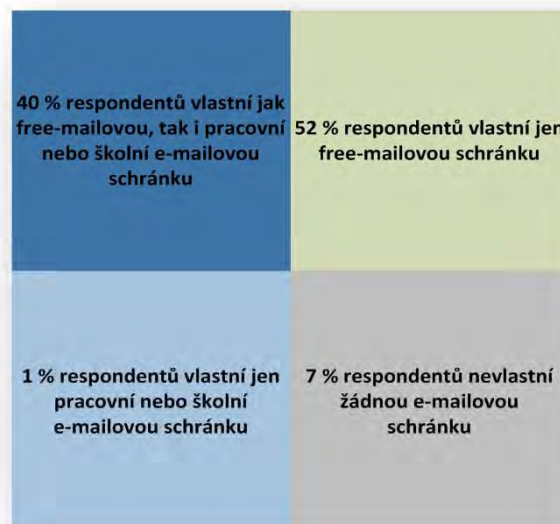 40 % respondentů vlastní jak
free-mailovou, tak i pracovní
nebo školní e-mailovou
schránku
52 % respondentů vlastní jen
free-mailovou schránku
1 % respondentů vlastní jen
pracovní nebo školní
e-mailovou schránku
7 % respondentů nevlastní
žádnou e-mailovou
schránku